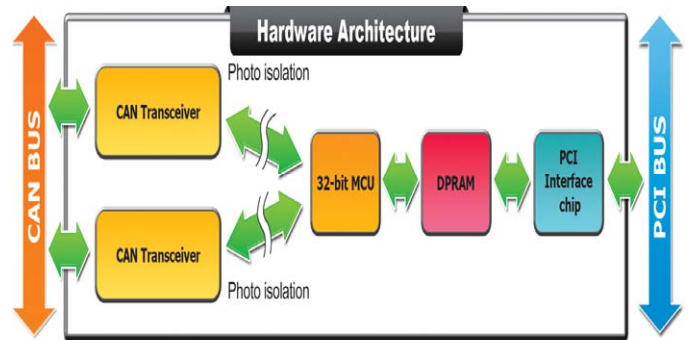 Hardware Architecture
Photo isolation
CAN BUS
CAN Transceiver
32-bit MCU
DPRAM
PCI
Interface
chip
PCI BUS
CAN Transceiver
Photo isolation